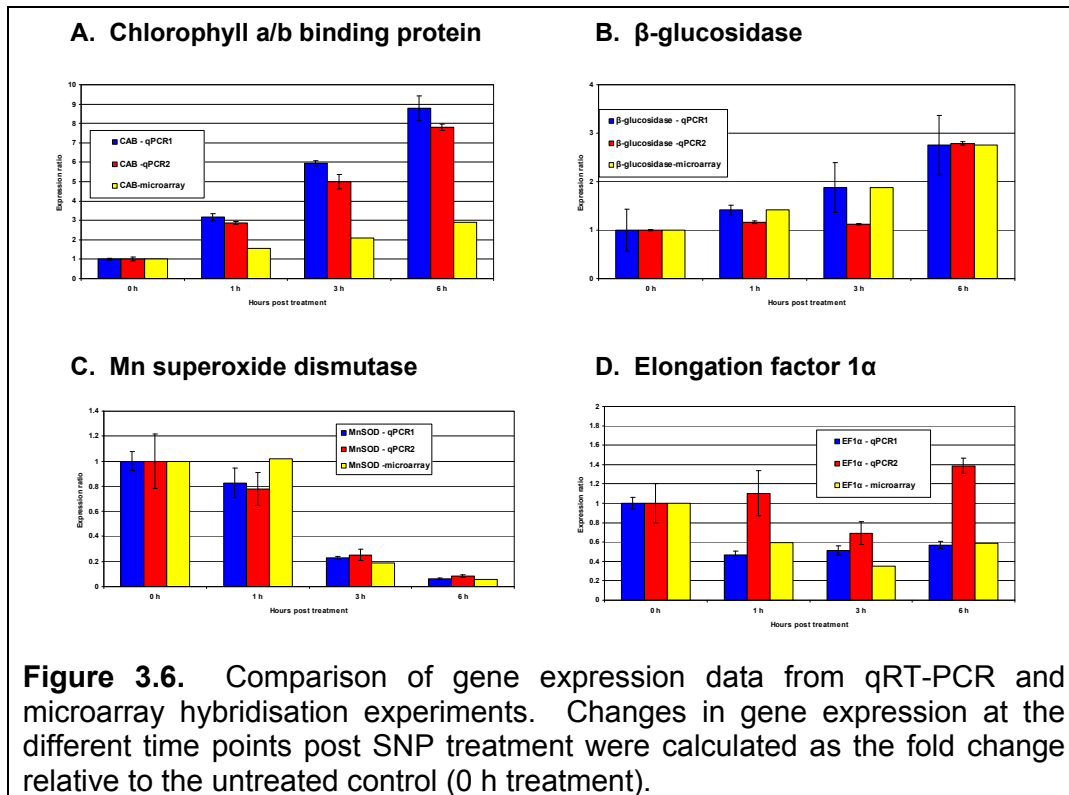 A. Chlorophyll a/b binding protein
10
9
8
7
6
5
4
3
2
1
0
Expression ratio
CAB - qPCR1
CAB -qPCR2
CAB-microarray
0 h 1 h 3 h 6 h
Hours post treatment
B. β-glucosidase
4
3
2
1
0
Expression ratio
β-glucosidase - qPCR1
β-glucosidase -qPCR2
β-glucosidase-microarray
0 h 1 h 3 h 6 h
Hours post treatment
C. Mn superoxide dismutase
1.4
1.2
1
0.8
0.6
0.4
0.2
0
Expression ratio
MnSOD - qPCR1
MnSOD - qPCR2
MnSOD -microarray
0 h 1 h 3 h 6 h
Hours post treatment
D. Elongation factor 1α
2
1.8
1.6
1.4
1.2
1
0.8
0.6
0.4
0.2
0
Expression ratio
EF1α - qPCR1
EF1α - qPCR2
EF1α - microarray
0 h 1 h 3 h 6 h
Hours post treatment
Figure 3.6. Comparison of gene expression data from qRT-PCR and
microarray hybridisation experiments. Changes in gene expression at the
different time points post SNP treatment were calculated as the fold change
relative to the untreated control (0 h treatment).